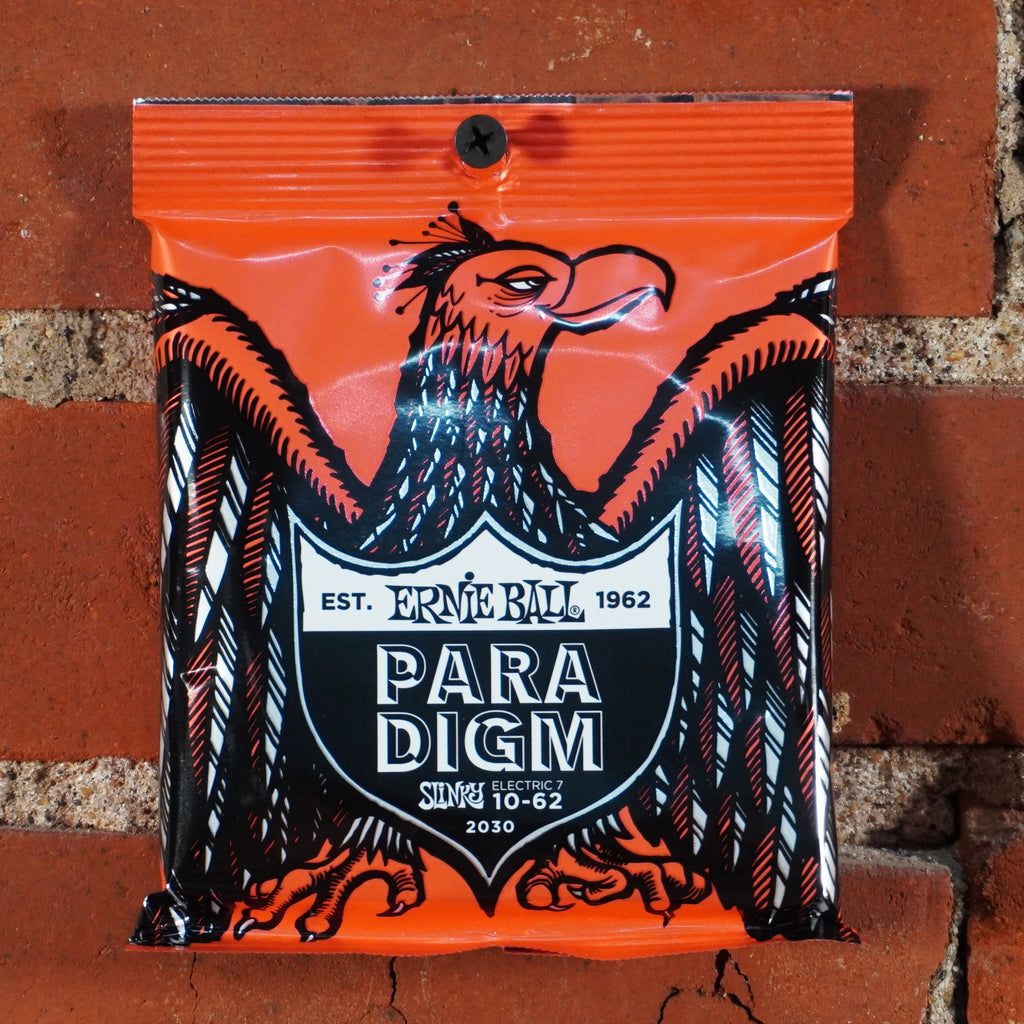 EST. ERNIE BALL® 1962
PARA
DIGM
SLINKY ELECTRIC 7
10-62
2030